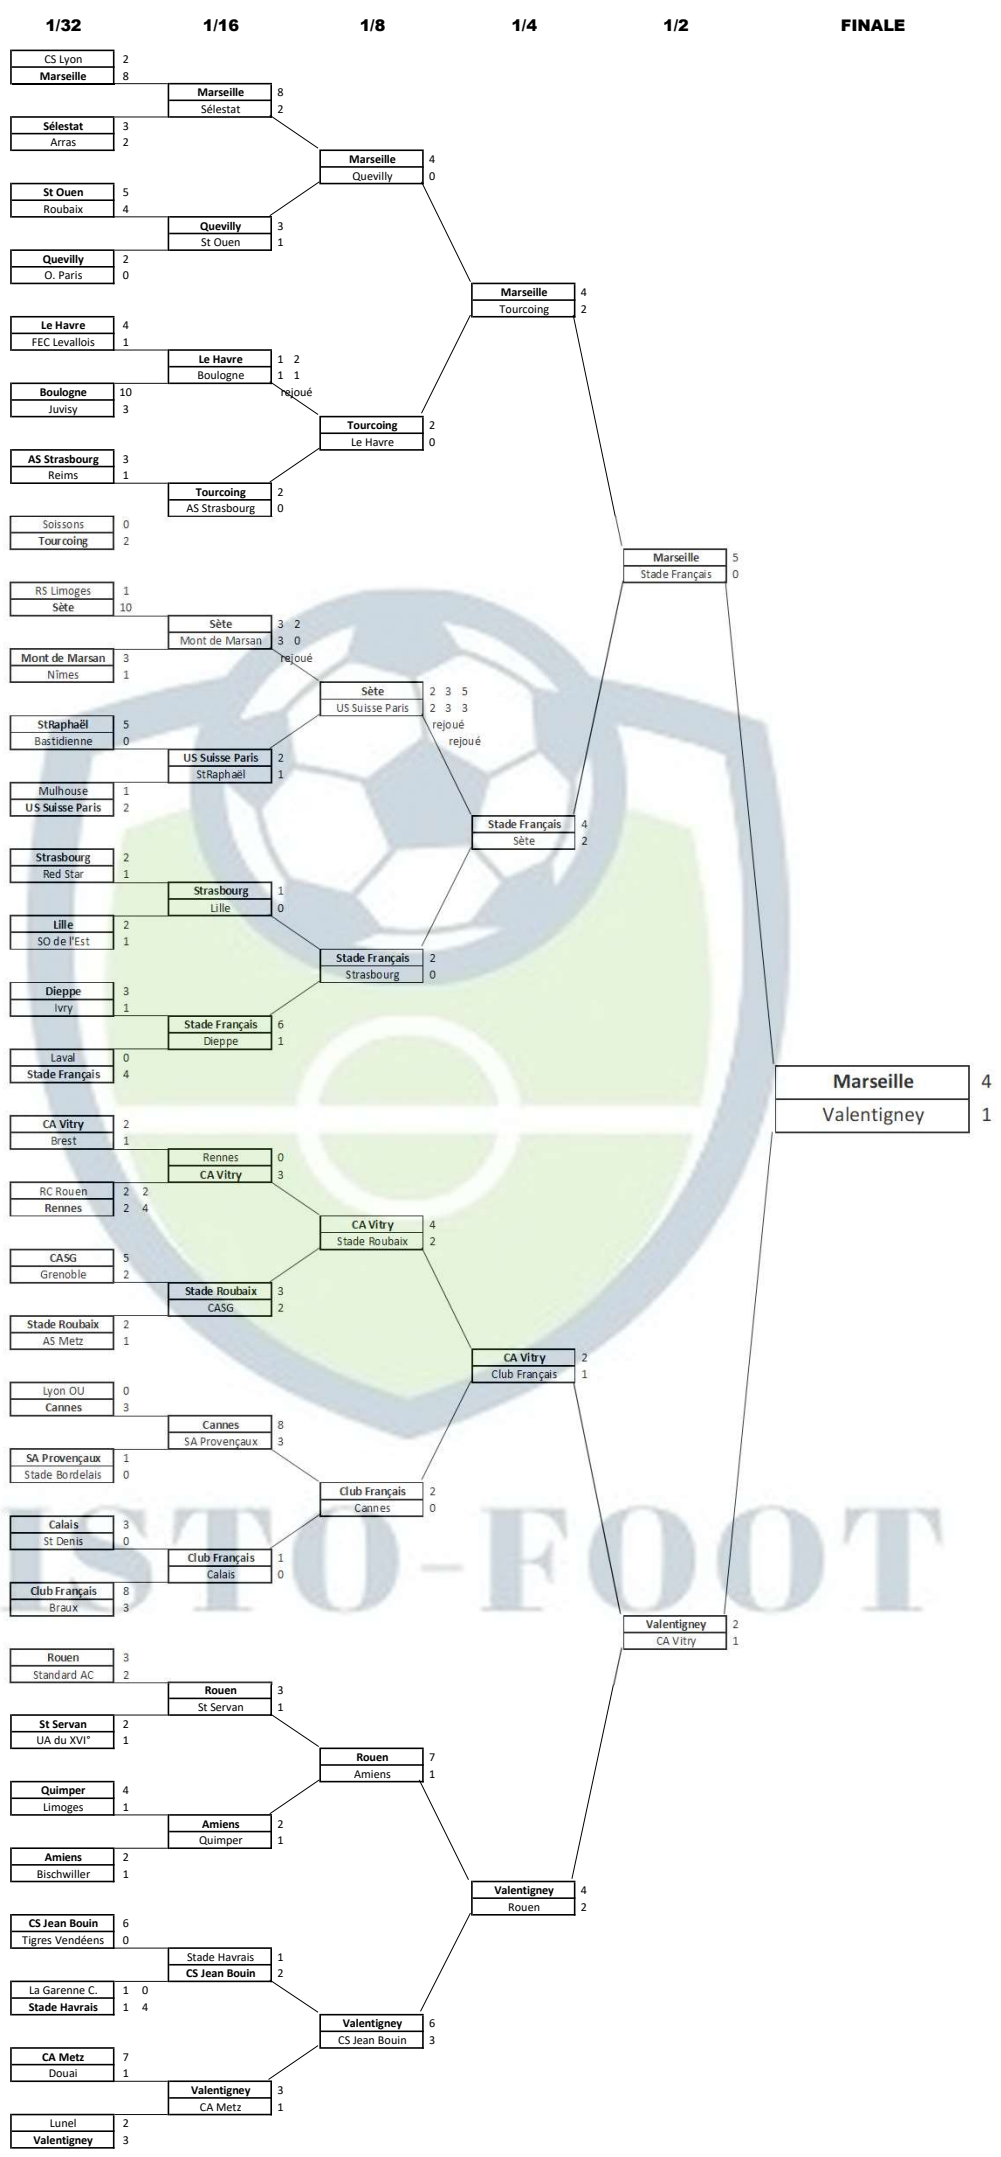 1/32 1/16 1/8 1/4 1/2 FINALE
CS Lyon 2
Marseille 8
Marseille 8
Sélestat 2
Sélestat 3
Arras 2
Marseille 4
Quevilly 0
St Ouen 5
Roubaix 4
Quevilly 3
St Ouen 1
Quevilly 2
O. Paris 0
Marseille 4
Tourcoing 2
Le Havre 4
FEC Levallois 1
Le Havre 1 2
Boulogne 1 1
rejoué
Boulogne 10
Juvisy 3
Tourcoing 2
Le Havre 0
AS Strasbourg 3
Reims 1
Tourcoing 2
AS Strasbourg 0
Soissons 0
Tourcoing 2
Marseille 5
Stade Français 0
RS Limoges 1
Sète 10
Sète 3 2
Mont de Marsan 3 0
rejoué
Mont de Marsan 3
Nîmes 1
Sète 2 3 5
US Suisse Paris 2 3 3
rejoué
rejoué
StRaphaël 5
Bastidienne 0
US Suisse Paris 2
StRaphaël 1
Mulhouse 1
US Suisse Paris 2
Stade Français 4
Sète 2
Strasbourg 2
Red Star 1
Strasbourg 1
Lille 0
Lille 2
SO de l'Est 1
Stade Français 2
Strasbourg 0
Dieppe 3
Ivry 1
Stade Français 6
Dieppe 1
Laval 0
Stade Français 4
Marseille 4
Valentigney 1
CA Vitry 2
Brest 1
Rennes 0
CA Vitry 3
RC Rouen 2 2
Rennes 2 4
CA Vitry 4
Stade Roubaix 2
CASG 5
Grenoble 2
Stade Roubaix 3
CASG 2
Stade Roubaix 2
AS Metz 1
CA Vitry 2
Club Français 1
Lyon OU 0
Cannes 3
Cannes 8
SA Provençaux 3
SA Provençaux 1
Stade Bordelais 0
Club Français 2
Cannes 0
Calais 3
St Denis 0
Club Français 1
Calais 0
Club Français 8
Braux 3
ISTO-FOOT
Valentigney 2
CA Vitry 1
Rouen 3
Standard AC 2
Rouen 3
St Servan 1
St Servan 2
UA du XVI° 1
Rouen 7
Amiens 1
Quimper 4
Limoges 1
Amiens 2
Quimper 1
Amiens 2
Bischwiller 1
Valentigney 4
Rouen 2
CS Jean Bouin 6
Tigres Vendéens 0
Stade Havrais 1
CS Jean Bouin 2
La Garenne C. 1 0
Stade Havrais 1 4
Valentigney 6
CS Jean Bouin 3
CA Metz 7
Douai 1
Valentigney 3
CA Metz 1
Lunel 2
Valentigney 3